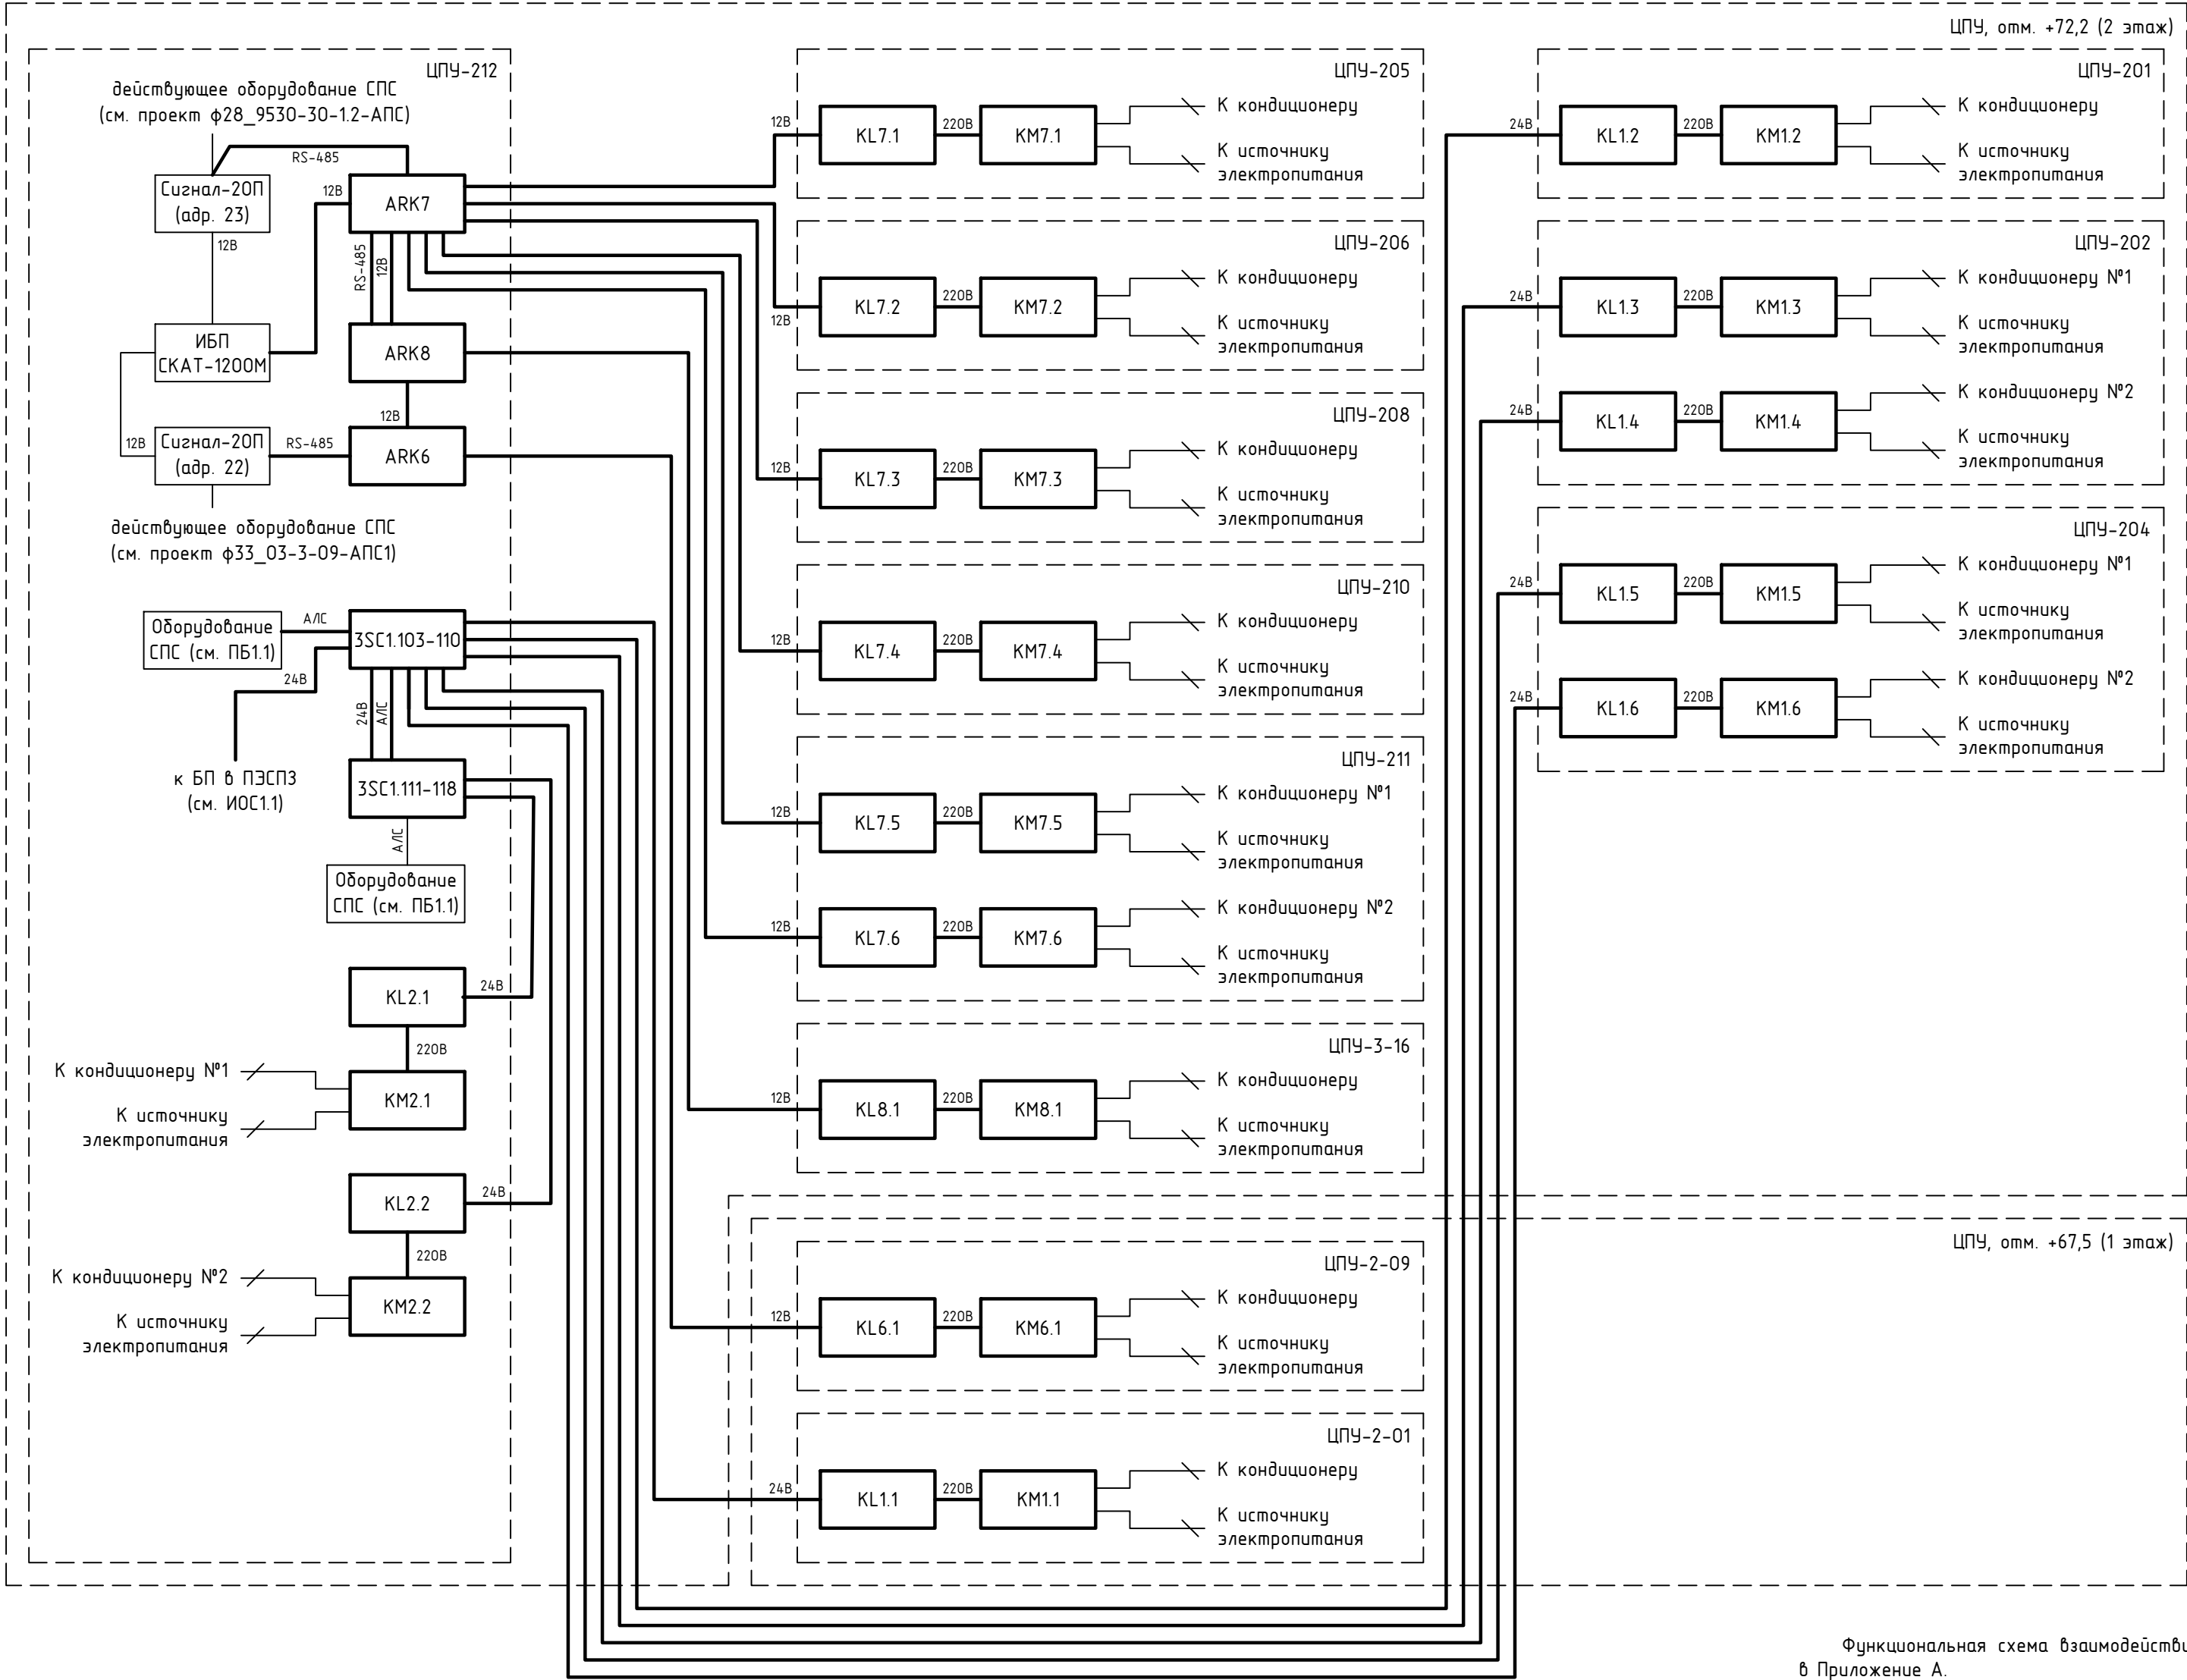 ЦПУ, отм. +72,2 (2 этаж)
ЦПУ-212
действующее оборудование СПС
(см. проект ф28_9530-30-1.2-АПС)
RS-485
Сигнал-20П
(адр. 23)
12В
ARK7
12В
RS-485
12В
ИБП
СКАТ-1200М
ARK8
12В
12В
Сигнал-20П
(адр. 22)
RS-485
ARK6
действующее оборудование СПС
(см. проект ф33_03-3-09-АПС1)
Оборудование
СПС (см. ПБ1.1)
АЛС
3SC1.103-110
24В
24В
АЛС
к БП в ПЭСПЗ
(см. ИОС1.1)
3SC1.111-118
АЛС
Оборудование
СПС (см. ПБ1.1)
KL2.1
24В
220В
К кондиционеру №1
KM2.1
К источнику
электропитания
KL2.2
24В
220В
К кондиционеру №2
KM2.2
К источнику
электропитания
ЦПУ-205
12В
KL7.1
220В
KM7.1
К кондиционеру
К источнику
электропитания
ЦПУ-206
12В
KL7.2
220В
KM7.2
К кондиционеру
К источнику
электропитания
ЦПУ-208
12В
KL7.3
220В
KM7.3
К кондиционеру
К источнику
электропитания
ЦПУ-210
12В
KL7.4
220В
KM7.4
К кондиционеру
К источнику
электропитания
ЦПУ-211
12В
KL7.5
220В
KM7.5
К кондиционеру №1
К источнику
электропитания
12В
KL7.6
220В
KM7.6
К кондиционеру №2
К источнику
электропитания
ЦПУ-3-16
12В
KL8.1
220В
KM8.1
К кондиционеру
К источнику
электропитания
ЦПУ-201
24В
KL1.2
220В
KM1.2
К кондиционеру
К источнику
электропитания
ЦПУ-202
24В
KL1.3
220В
KM1.3
К кондиционеру №1
К источнику
электропитания
24В
KL1.4
220В
KM1.4
К кондиционеру №2
К источнику
электропитания
ЦПУ-204
24В
KL1.5
220В
KM1.5
К кондиционеру №1
К источнику
электропитания
24В
KL1.6
220В
KM1.6
К кондиционеру №2
К источнику
электропитания
ЦПУ, отм. +67,5 (1 этаж)
ЦПУ-2-09
12В
KL6.1
220В
KM6.1
К кондиционеру
К источнику
электропитания
ЦПУ-2-01
24В
KL1.1
220В
KM1.1
К кондиционеру
К источнику
электропитания
Функциональная схема взаимодействи
в Приложение А.